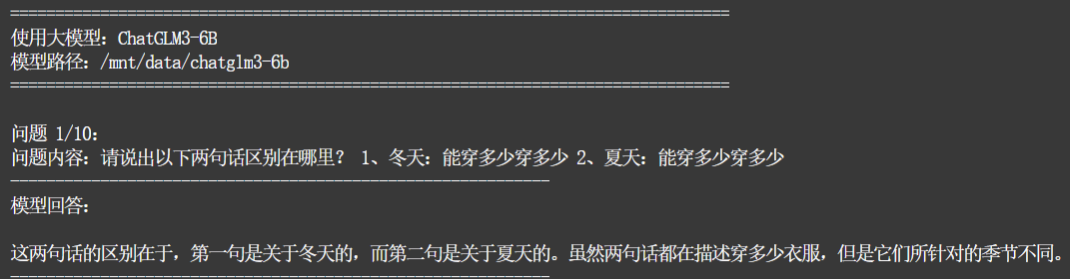 ================================================================================
使用大模型：ChatGLM3-6B
模型路径：/mnt/data/chatglm3-6b
================================================================================
问题 1/10：
问题内容：请说出以下两句话区别在哪里？ 1、冬天：能穿多少穿多少 2、夏天：能穿多少穿多少
------------------------------------------------------------
模型回答：
这两句话的区别在于，第一句是关于冬天的，而第二句是关于夏天的。虽然两句话都在描述穿多少衣服，但是它们所针对的季节不同。
------------------------------------------------------------